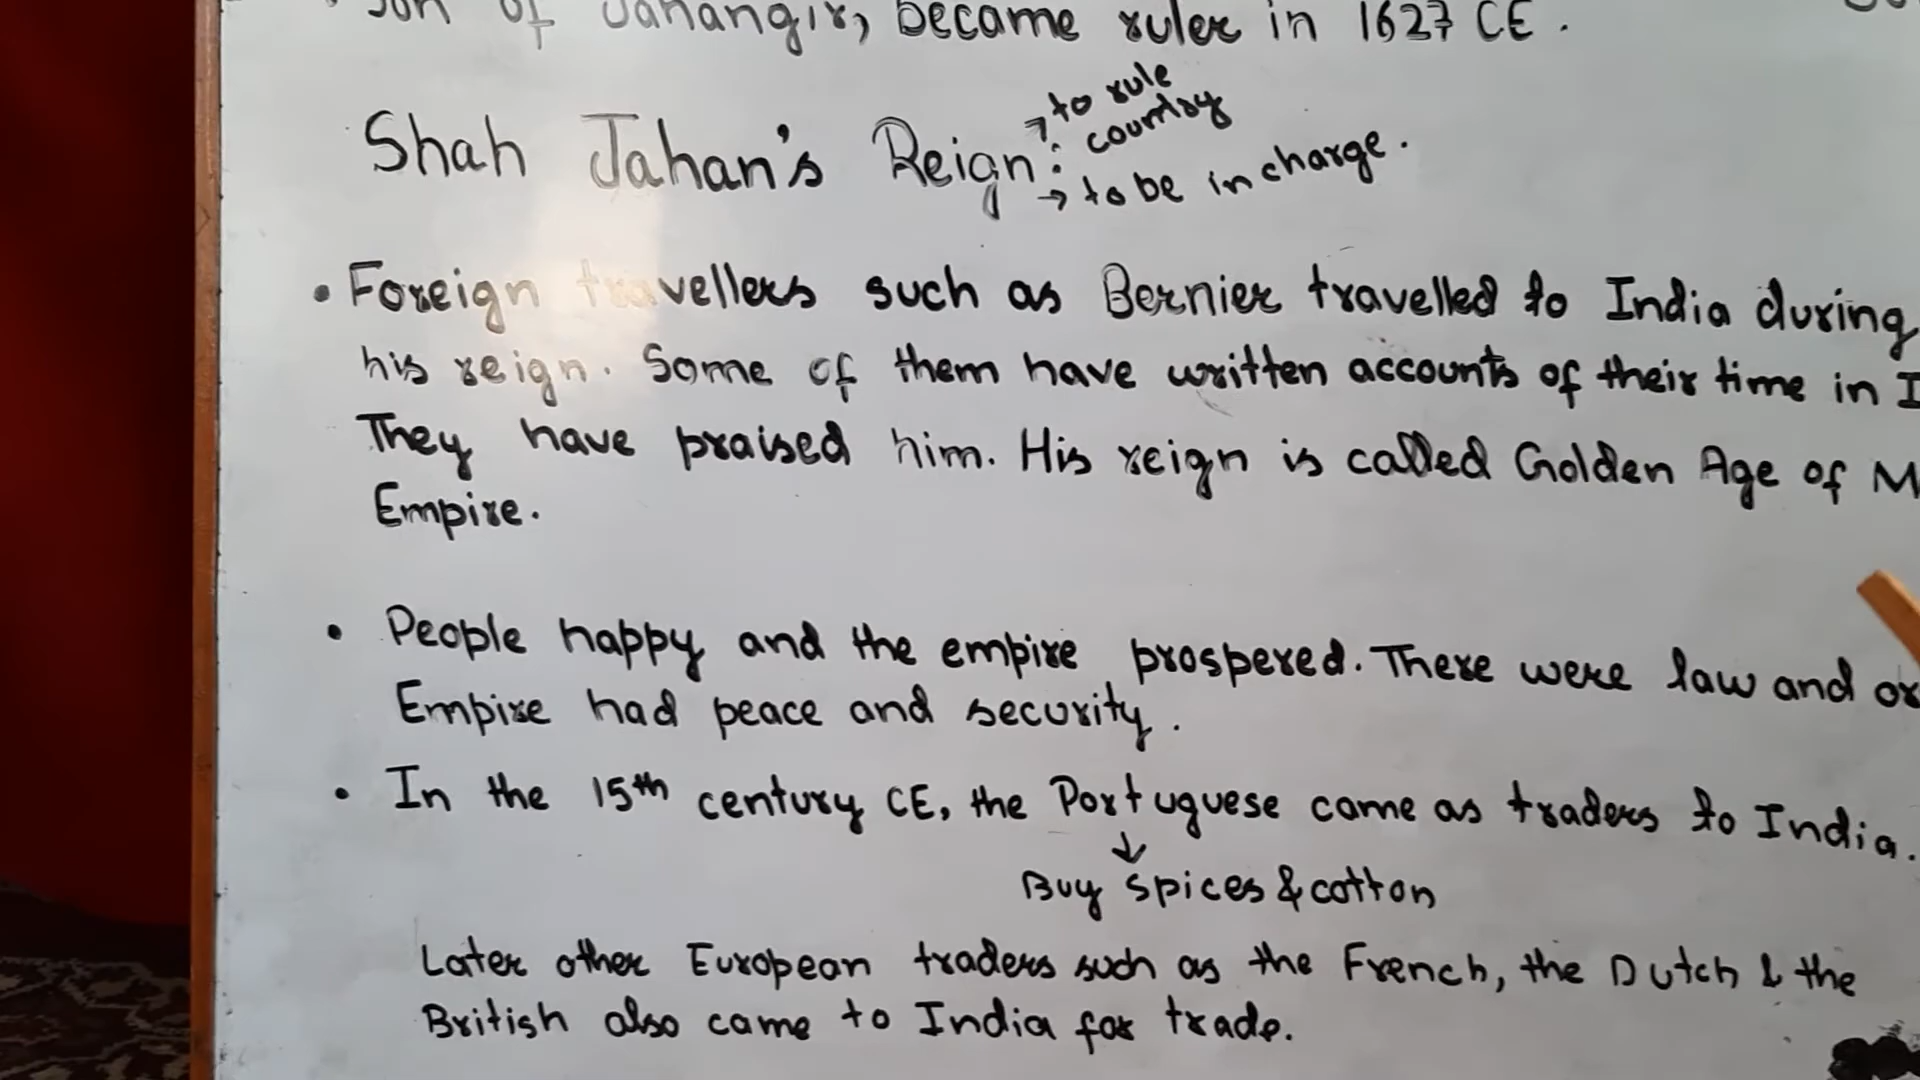 • Son of Jahangir, became ruler in 1627 CE.
Shah Jahan's Reign: → to rule country
→ to be in charge.
• Foreign travellers such as Bernier travelled to India during
his reign. Some of them have written accounts of their time in I
They have praised him. His reign is called Golden Age of M
Empire.
• People happy and the empire prospered. There were law and or
Empire had peace and security.
• In the 15th century CE, the Portuguese came as traders to India.
↓
Buy spices & cotton
Later other European traders such as the French, the Dutch & the
British also came to India for trade.